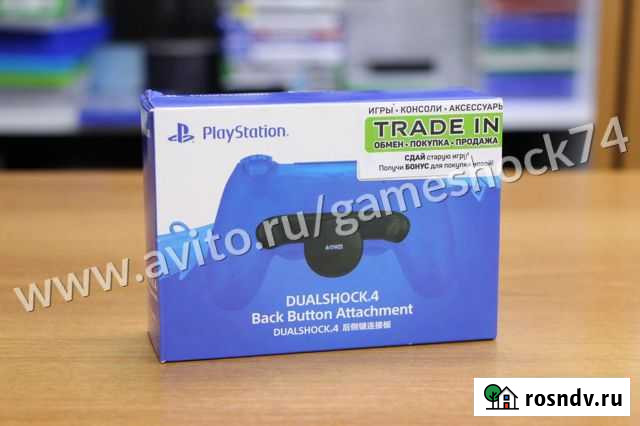 PlayStation.
ИГРЫ • КОНСОЛИ • АКСЕССУАРЫ
TRADE IN
ОБМЕН • ПОКУПКА • ПРОДАЖА
СДАЙ старую игру!
Получи БОНУС для покупки новой!
www.avito.ru/gameshock74
DUALSHOCK.4
Back Button Attachment
DUALSHOCK.4 后侧键连接板
rosndv.ru